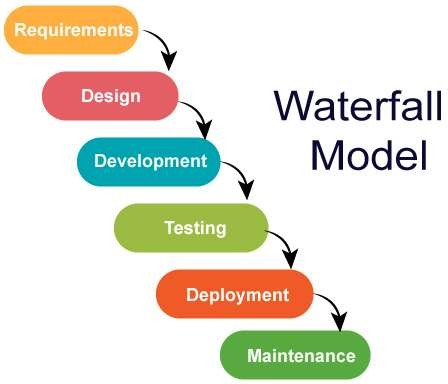 Requirements
Design
Development
Testing
Deployment
Maintenance
Waterfall
Model